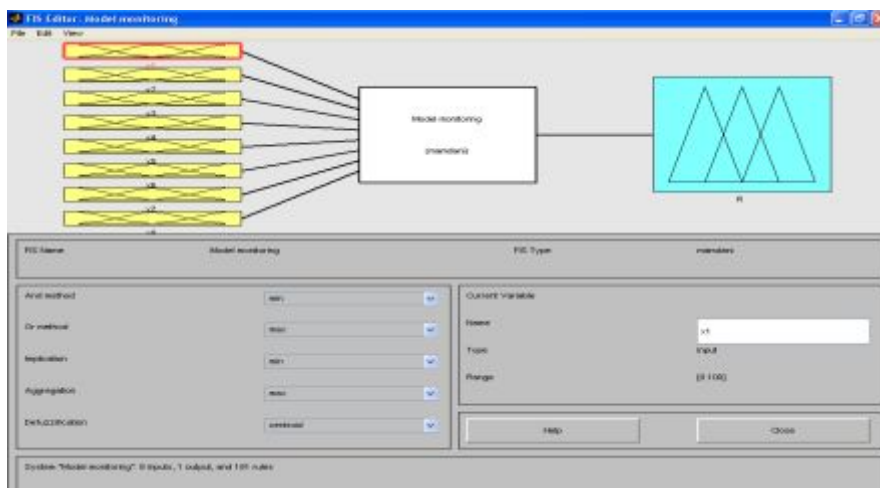 FIS Editor: Model monitoring
File Edit View
x2
x3
x4
x5
x6
x7
Model monitoring
(mamdani)
R
FIS Name Model monitoring FIS Type mamdani
And method min
Or method max
Implication min
Aggregation max
Defuzzification centroid
Current Variable
Name x1
Type input
Range [0 100]
Help Close
System "Model monitoring": 8 inputs, 1 output, and 101 rules